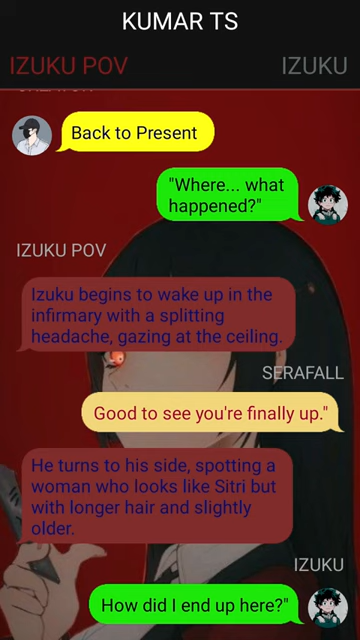 KUMAR TS
IZUKU POV
IZUKU
Back to Present
"Where... what
happened?"
IZUKU POV
Izuku begins to wake up in the
infirmary with a splitting
headache, gazing at the ceiling.
SERAFALL
Good to see you're finally up."
He turns to his side, spotting a
woman who looks like Sitri but
with longer hair and slightly
older.
IZUKU
How did I end up here?"